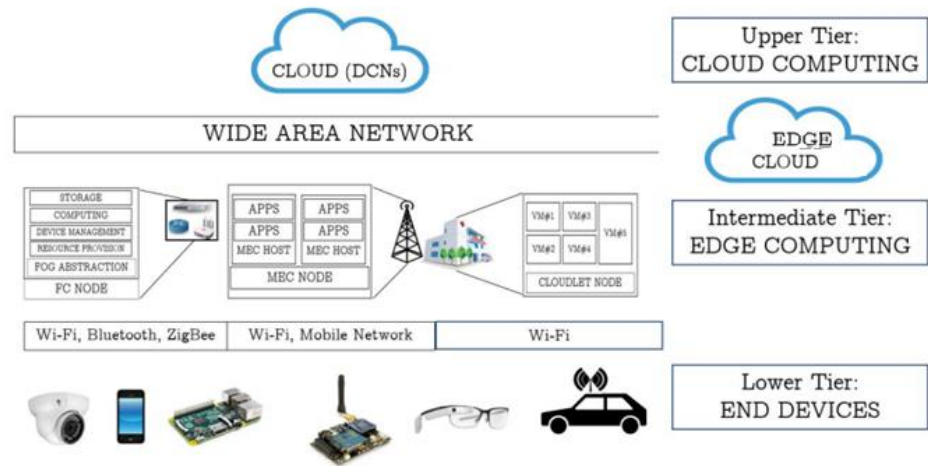 CLOUD (DCNs)
Upper Tier:
CLOUD COMPUTING
WIDE AREA NETWORK
EDGE
CLOUD
STORAGE
COMPUTING
DEVICE MANAGEMENT
RESOURCE PROVISION
FOG ABSTRACTION
FC NODE
APPS APPS
APPS APPS
MEC HOST MEC HOST
MEC NODE
VM#1 VM#3 VM#5
VM#2 VM#4
CLOUDLET NODE
Intermediate Tier:
EDGE COMPUTING
Wi-Fi, Bluetooth, ZigBee Wi-Fi, Mobile Network Wi-Fi
Lower Tier:
END DEVICES